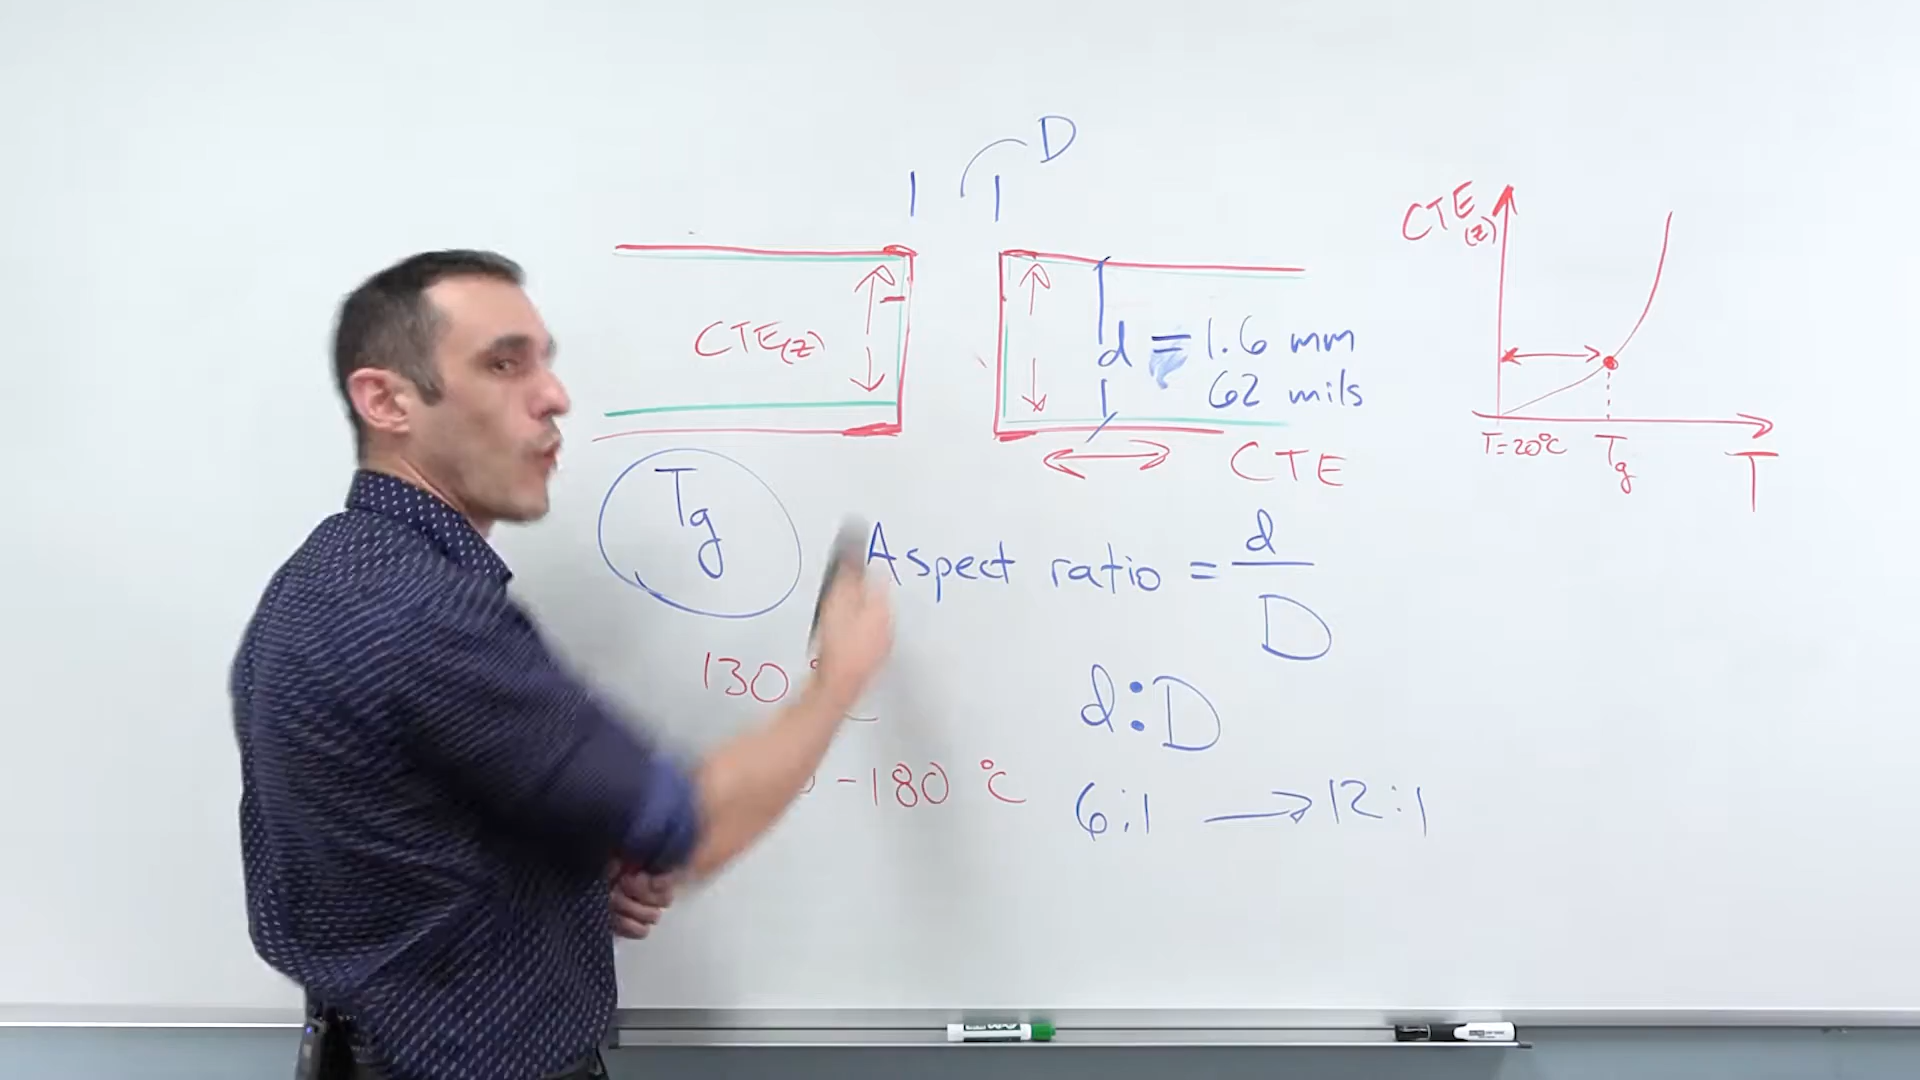 D
CTE(z)
d = 1.6 mm
62 mils
CTE
CTE
(z)
T=20°C
Tg
T
Tg
Aspect ratio = d
D
130
d:D
-180 °C
6:1 → 12:1